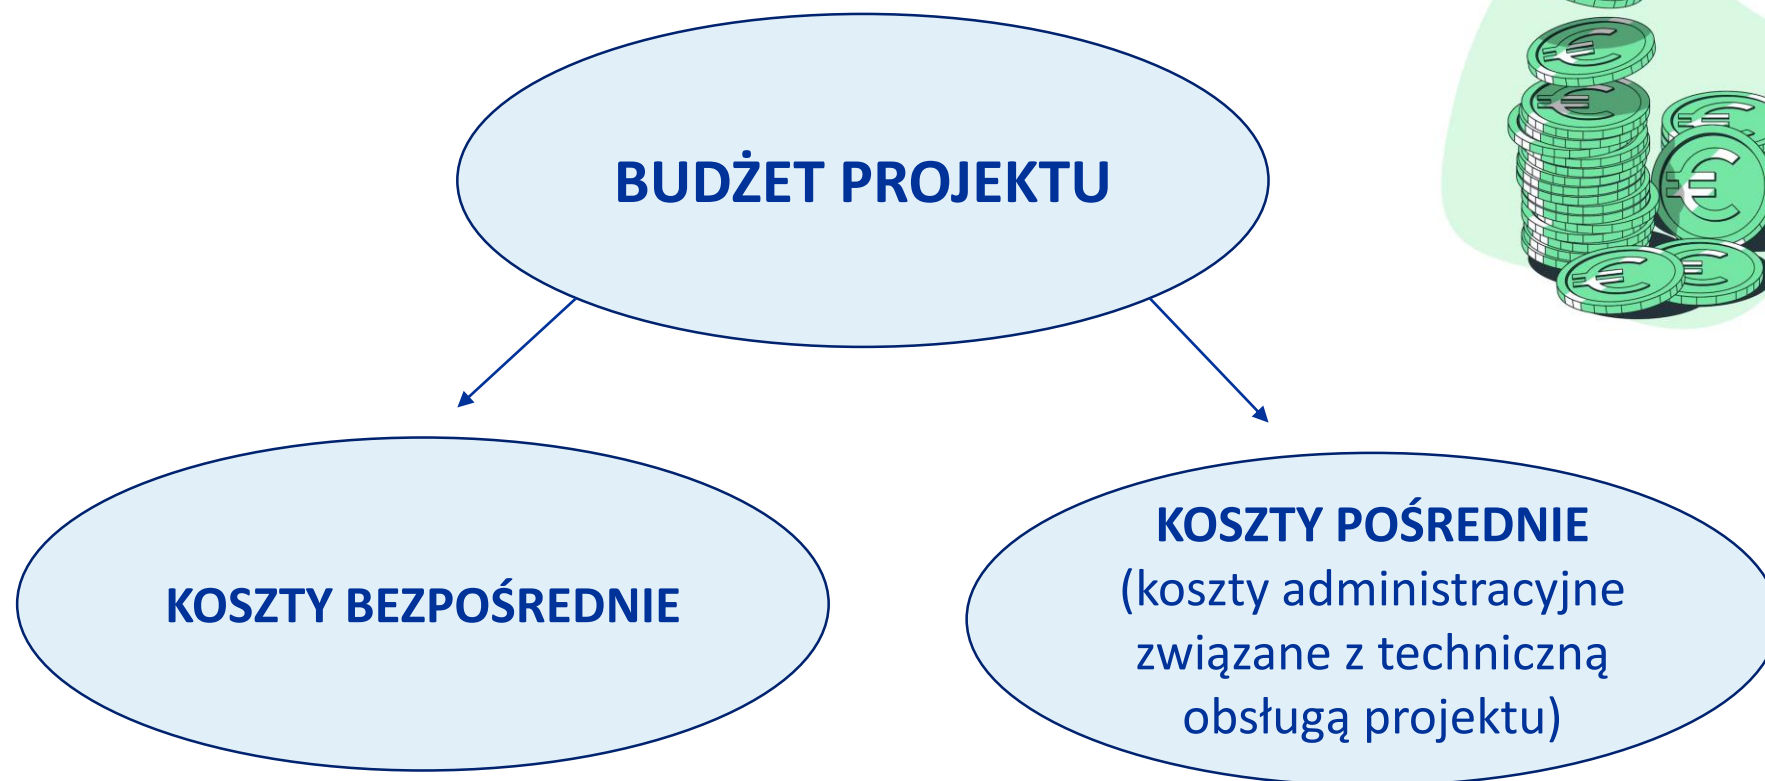 BUDŻET PROJEKTU
KOSZTY BEZPOŚREDNIE
KOSZTY POŚREDNIE
(koszty administracyjne
związane z techniczną
obsługą projektu)